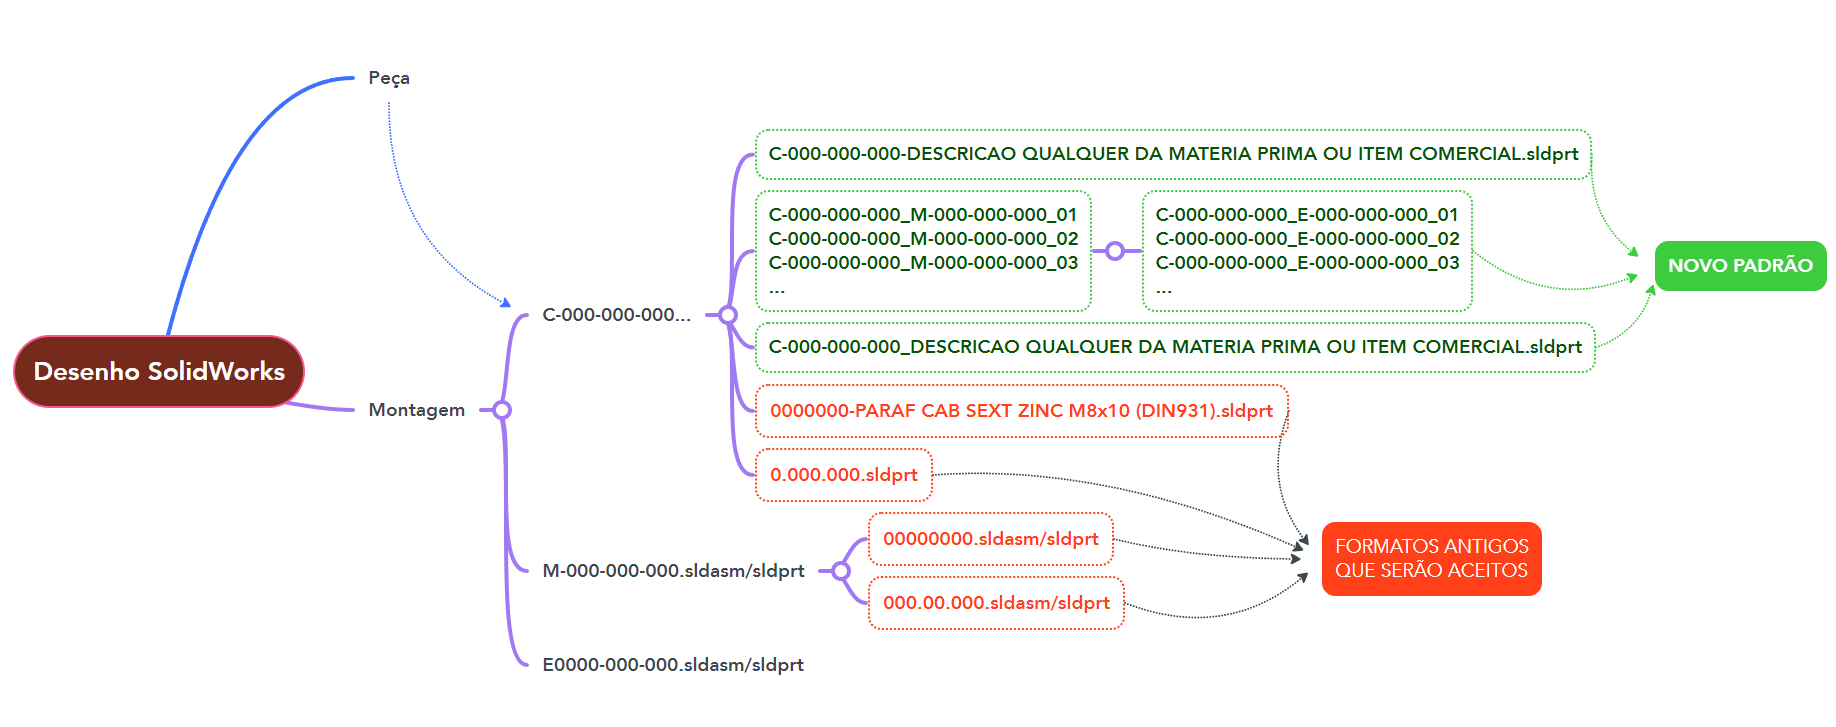 Peça
C-000-000-000-DESCRICAO QUALQUER DA MATERIA PRIMA OU ITEM COMERCIAL.sldprt
C-000-000-000_M-000-000-000_01
C-000-000-000_M-000-000-000_02
C-000-000-000_M-000-000-000_03
...
C-000-000-000_E-000-000-000_01
C-000-000-000_E-000-000-000_02
C-000-000-000_E-000-000-000_03
...
NOVO PADRÃO
C-000-000-000...
C-000-000-000_DESCRICAO QUALQUER DA MATERIA PRIMA OU ITEM COMERCIAL.sldprt
Desenho SolidWorks
Montagem
0000000-PARAF CAB SEXT ZINC M8x10 (DIN931).sldprt
0.000.000.sldprt
00000000.sldasm/sldprt
FORMATOS ANTIGOS
QUE SERÃO ACEITOS
M-000-000-000.sldasm/sldprt
000.00.000.sldasm/sldprt
E0000-000-000.sldasm/sldprt